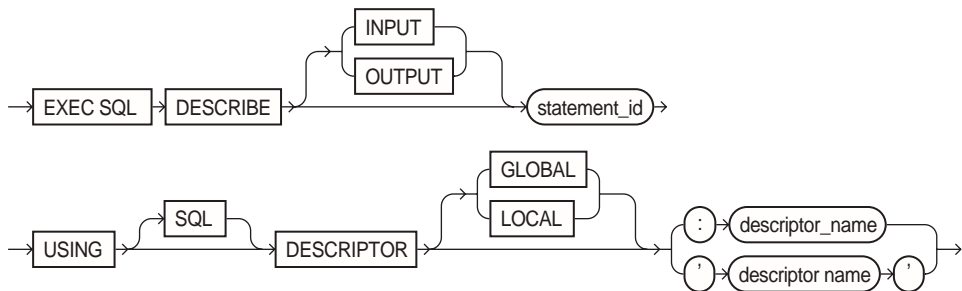 INPUT
OUTPUT
EXEC SQL DESCRIBE statement_id
GLOBAL
SQL LOCAL
USING DESCRIPTOR : descriptor_name
' descriptor name '